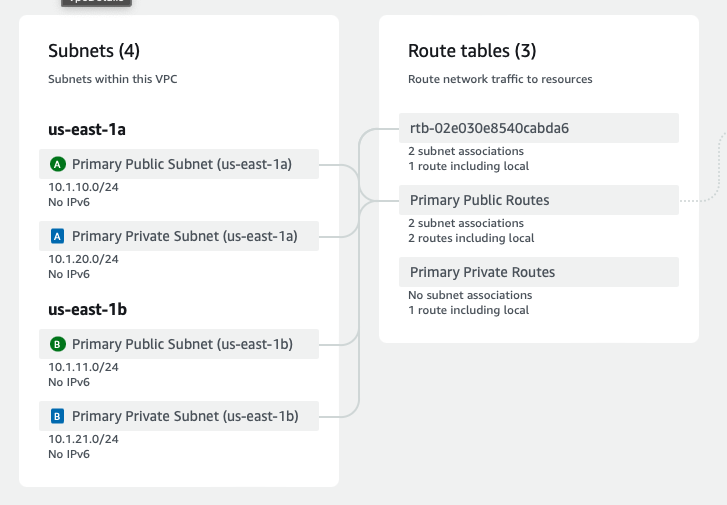 Subnets (4)
Subnets within this VPC
us-east-1a
A Primary Public Subnet (us-east-1a)
10.1.10.0/24
No IPv6
A Primary Private Subnet (us-east-1a)
10.1.20.0/24
No IPv6
us-east-1b
B Primary Public Subnet (us-east-1b)
10.1.11.0/24
No IPv6
B Primary Private Subnet (us-east-1b)
10.1.21.0/24
No IPv6
Route tables (3)
Route network traffic to resources
rtb-02e030e8540cabda6
2 subnet associations
1 route including local
Primary Public Routes
2 subnet associations
2 routes including local
Primary Private Routes
No subnet associations
1 route including local